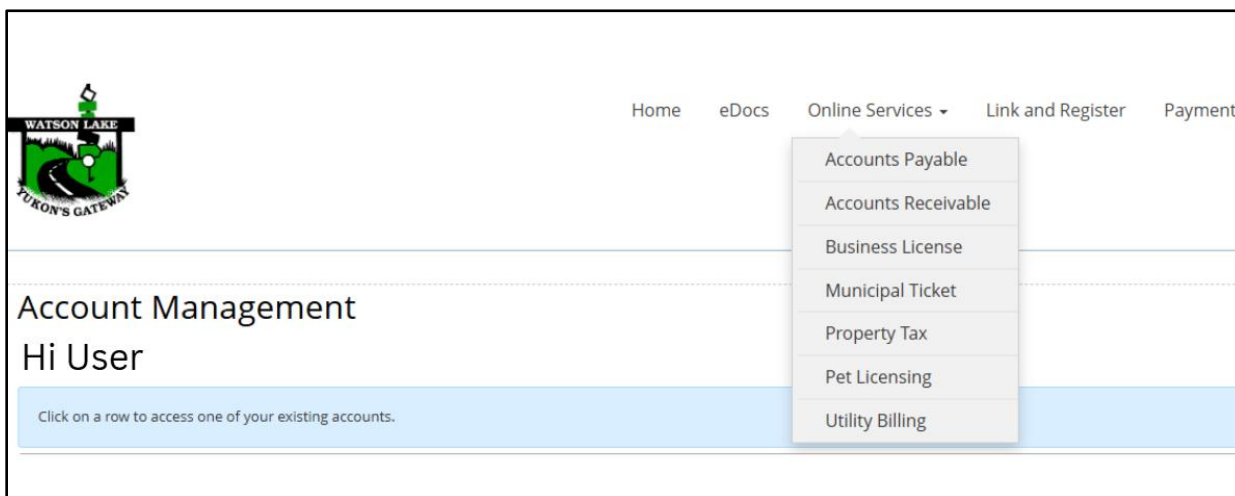 WATSON LAKE
YUKON'S GATEWAY
Home eDocs Online Services Link and Register Payment
Accounts Payable
Accounts Receivable
Business License
Municipal Ticket
Property Tax
Pet Licensing
Utility Billing
Account Management
Hi User
Click on a row to access one of your existing accounts.